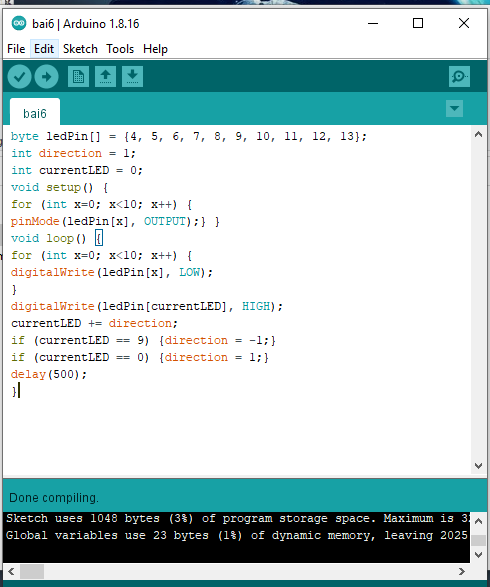 bai6 | Arduino 1.8.16
File Edit Sketch Tools Help
bai6
byte ledPin[] = {4, 5, 6, 7, 8, 9, 10, 11, 12, 13};
int direction = 1;
int currentLED = 0;
void setup() {
for (int x=0; x<10; x++) {
pinMode(ledPin[x], OUTPUT);} }
void loop() {
for (int x=0; x<10; x++) {
digitalWrite(ledPin[x], LOW);
}
digitalWrite(ledPin[currentLED], HIGH);
currentLED += direction;
if (currentLED == 9) {direction = -1;}
if (currentLED == 0) {direction = 1;}
delay(500);
}
Done compiling.
Sketch uses 1048 bytes (3%) of program storage space. Maximum is
Global variables use 23 bytes (1%) of dynamic memory, leaving 2025